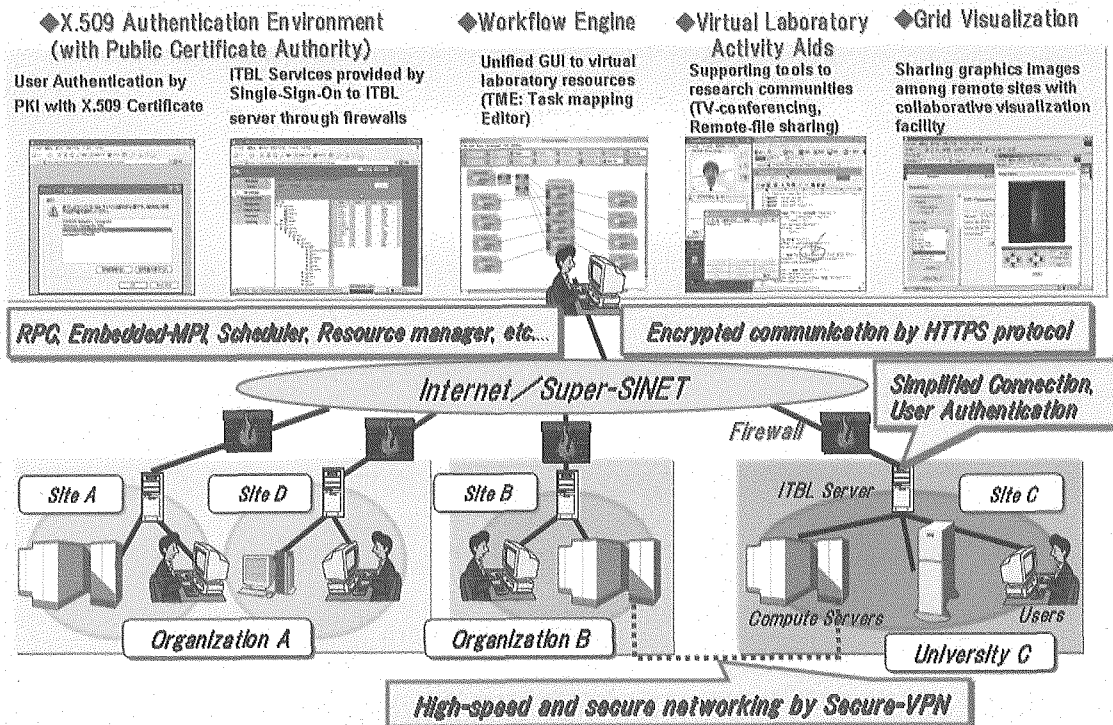 ◆X.509 Authentication Environment
(with Public Certificate Authority)
User Authentication by
PKI with X.509 Certificate
ITBL Services provided by
Single-Sign-On to ITBL
server through firewalls
◆Workflow Engine
Unified GUI to virtual
laboratory resources
(TME: Task mapping
Editor)
◆Virtual Laboratory
Activity Aids
Supporting tools to
research communities
(TV-conferencing,
Remote-file sharing)
◆Grid Visualization
Sharing graphics images
among remote sites with
collaborative visualization
facility
RPC, Embedded-MPI, Scheduler, Resource manager, etc...
Encrypted communication by HTTPS protocol
Internet／Super-SINET
Simplified Connection,
User Authentication
Firewall
Site A
Site D
Site B
ITBL Server
Site C
Compute Servers
Users
Organization A
Organization B
University C
High-speed and secure networking by Secure-VPN